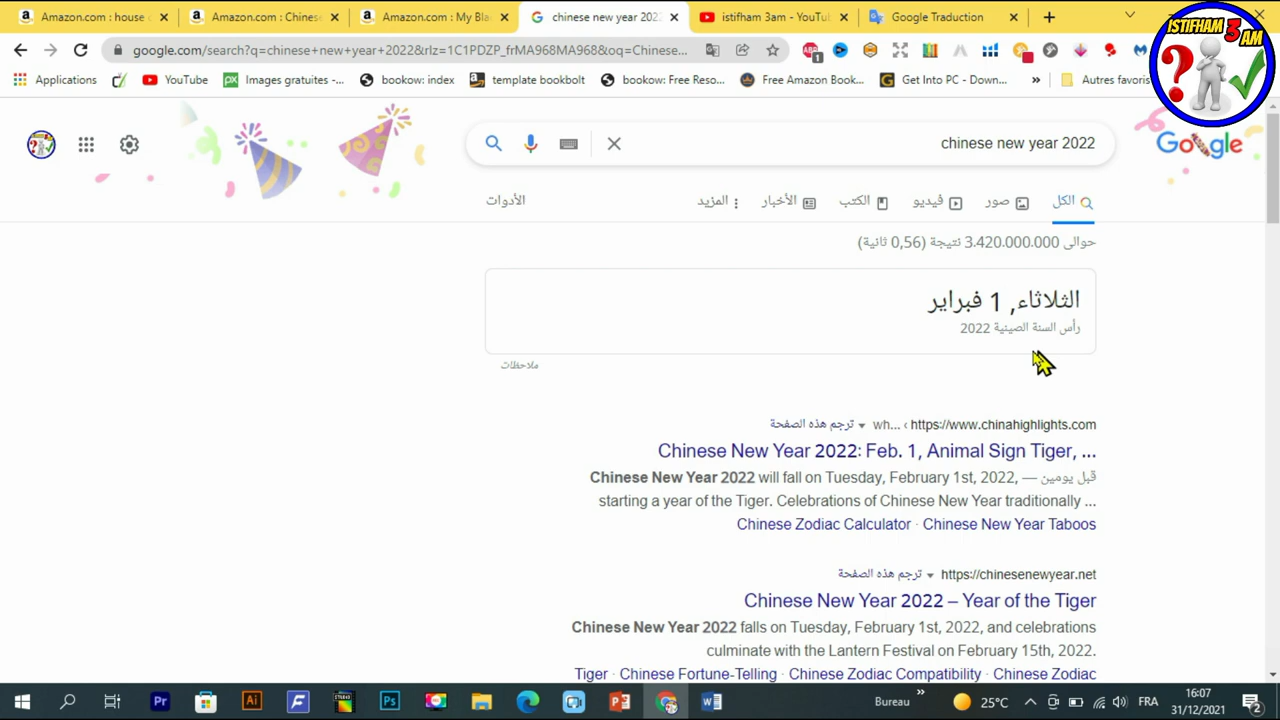 Amazon.com : house
Amazon.com : Chinese
Amazon.com : My Bla
chinese new year 202
istifham 3am - YouTu
Google Traduction
ISTIFHAM 3 AM
google.com/search?q=chinese+new+year+2022&rlz=1C1PDZP_frMA968MA968&oq=Chinese...
Applications
YouTube
Images gratuites -
bookow: index
template bookbolt
bookow: Free Reso...
Free Amazon Book...
Get Into PC - Down...
»
Autres favoris
chinese new year 2022
Google
الكل
صور
فيديو
الكتب
الأخبار
المزيد
الأدوات
حوالى 3.420.000.000 نتيجة (0,56 ثانية)
الثلاثاء, 1 فبراير
رأس السنة الصينية 2022
ملاحظات
https://www.chinahighlights.com › wh... ترجم هذه الصفحة
Chinese New Year 2022: Feb. 1, Animal Sign Tiger, ...
قبل يومين — Chinese New Year 2022 will fall on Tuesday, February 1st, 2022,
starting a year of the Tiger. Celebrations of Chinese New Year traditionally ...
Chinese Zodiac Calculator · Chinese New Year Taboos
https://chinesenewyear.net ترجم هذه الصفحة
Chinese New Year 2022 – Year of the Tiger
Chinese New Year 2022 falls on Tuesday, February 1st, 2022, and celebrations
culminate with the Lantern Festival on February 15th, 2022.
Tiger · Chinese Fortune-Telling · Chinese Zodiac Compatibility · Chinese Zodiac
Bureau
»
25°C
FRA
16:07
31/12/2021
2